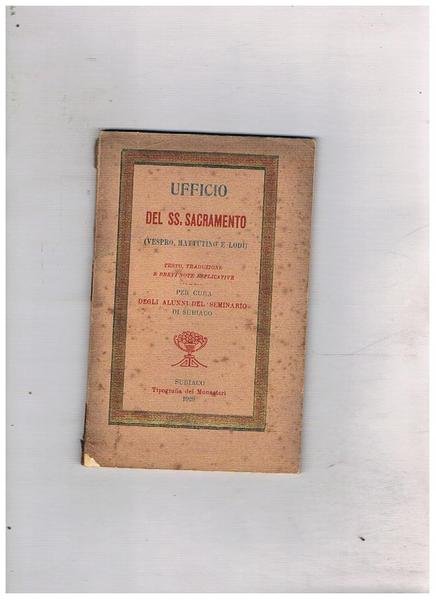 UFFICIO
DEL SS. SACRAMENTO
(VESPRO, MATTUTINO E LODI)
TESTO, TRADUZIONE
E BREVI NOTE ESPLICATIVE
PER CURA
DEGLI ALUNNI DEL SEMINARIO
DI SUBIACO
SUBIACO
Tipografia dei Monasteri
1929